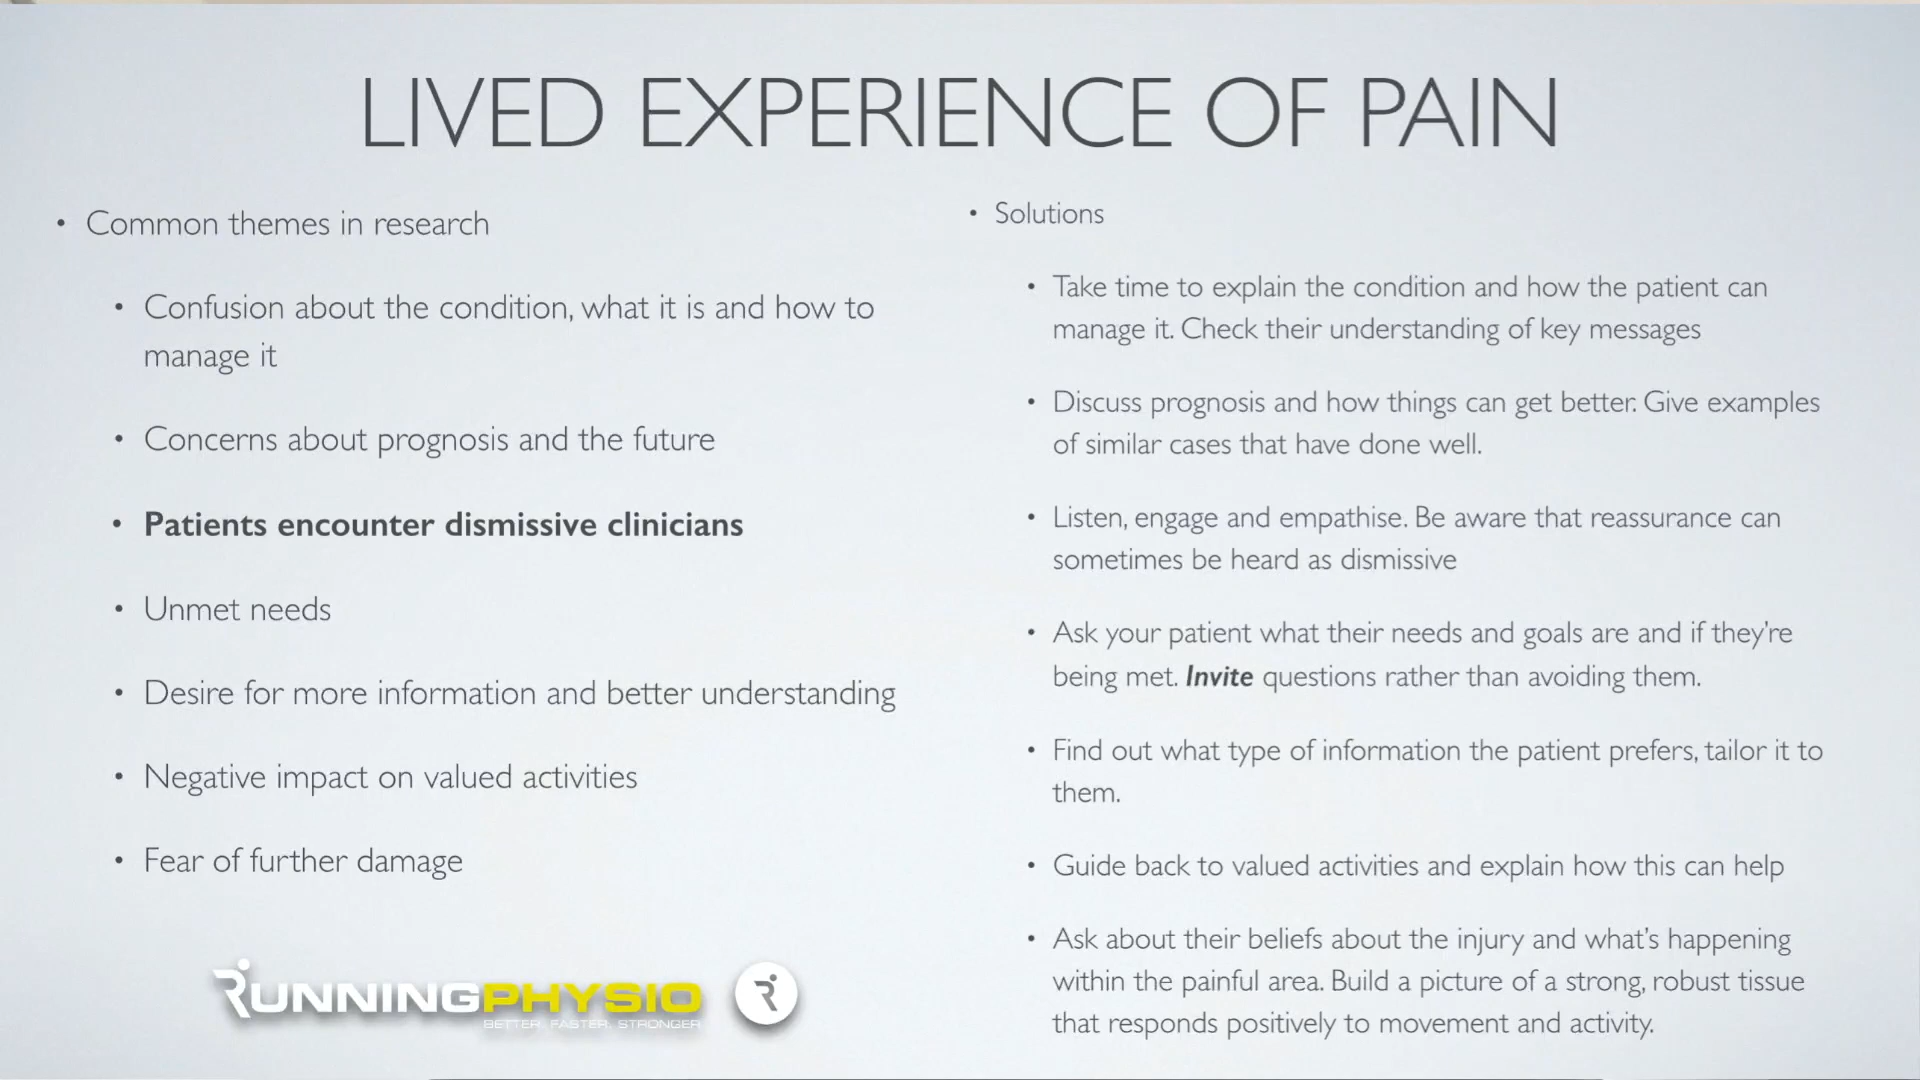 LIVED EXPERIENCE OF PAIN
• Common themes in research
• Confusion about the condition, what it is and how to
manage it
• Concerns about prognosis and the future
• Patients encounter dismissive clinicians
• Unmet needs
• Desire for more information and better understanding
• Negative impact on valued activities
• Fear of further damage
• Solutions
• Take time to explain the condition and how the patient can
manage it. Check their understanding of key messages
• Discuss prognosis and how things can get better. Give examples
of similar cases that have done well.
• Listen, engage and empathise. Be aware that reassurance can
sometimes be heard as dismissive
• Ask your patient what their needs and goals are and if they're
being met. Invite questions rather than avoiding them.
• Find out what type of information the patient prefers, tailor it to
them.
• Guide back to valued activities and explain how this can help
• Ask about their beliefs about the injury and what's happening
within the painful area. Build a picture of a strong, robust tissue
that responds positively to movement and activity.
RUNNINGPHYSIO
BETTER. FASTER. STRONGER